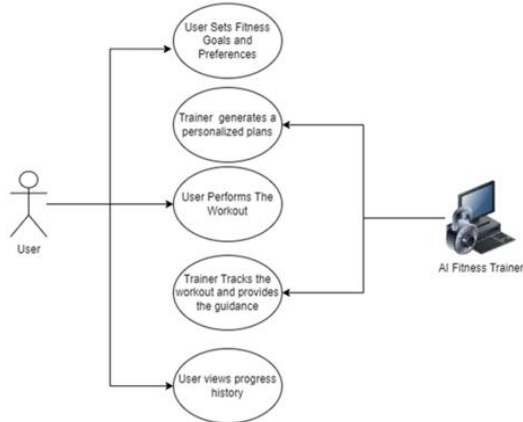 User Sets Fitness
Goals and
Preferences
Trainer generates a
personalized plans
User Performs The
Workout
User
AI Fitness Trainer
Trainer Tracks the
workout and provides
the guidance
User views progress
history